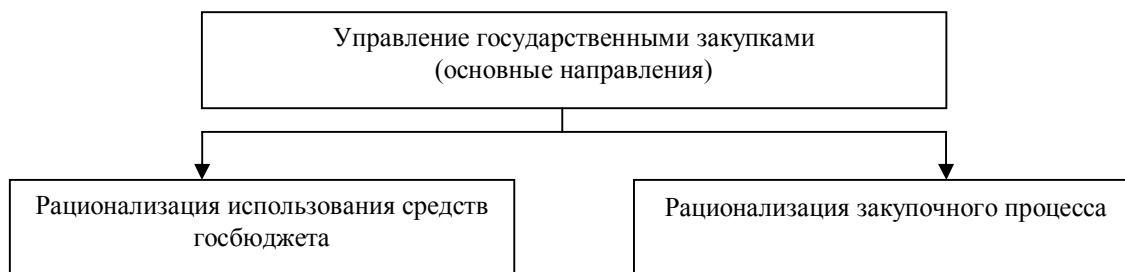 Управление государственными закупками
(основные направления)
Рационализация использования средств
госбюджета
Рационализация закупочного процесса